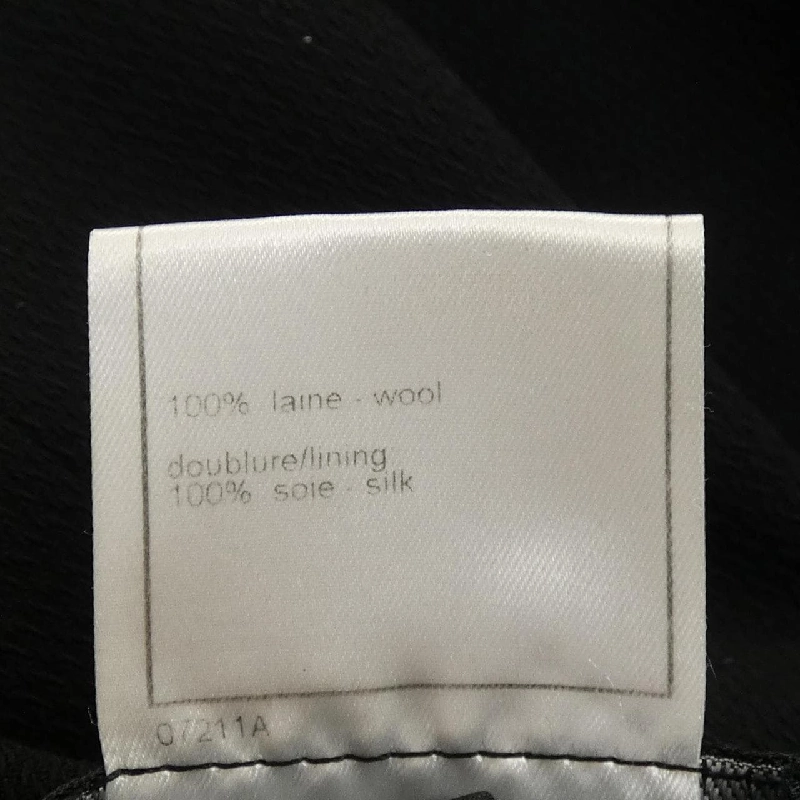 100% laine - wool
doublure/lining
100% soie - silk
07211A